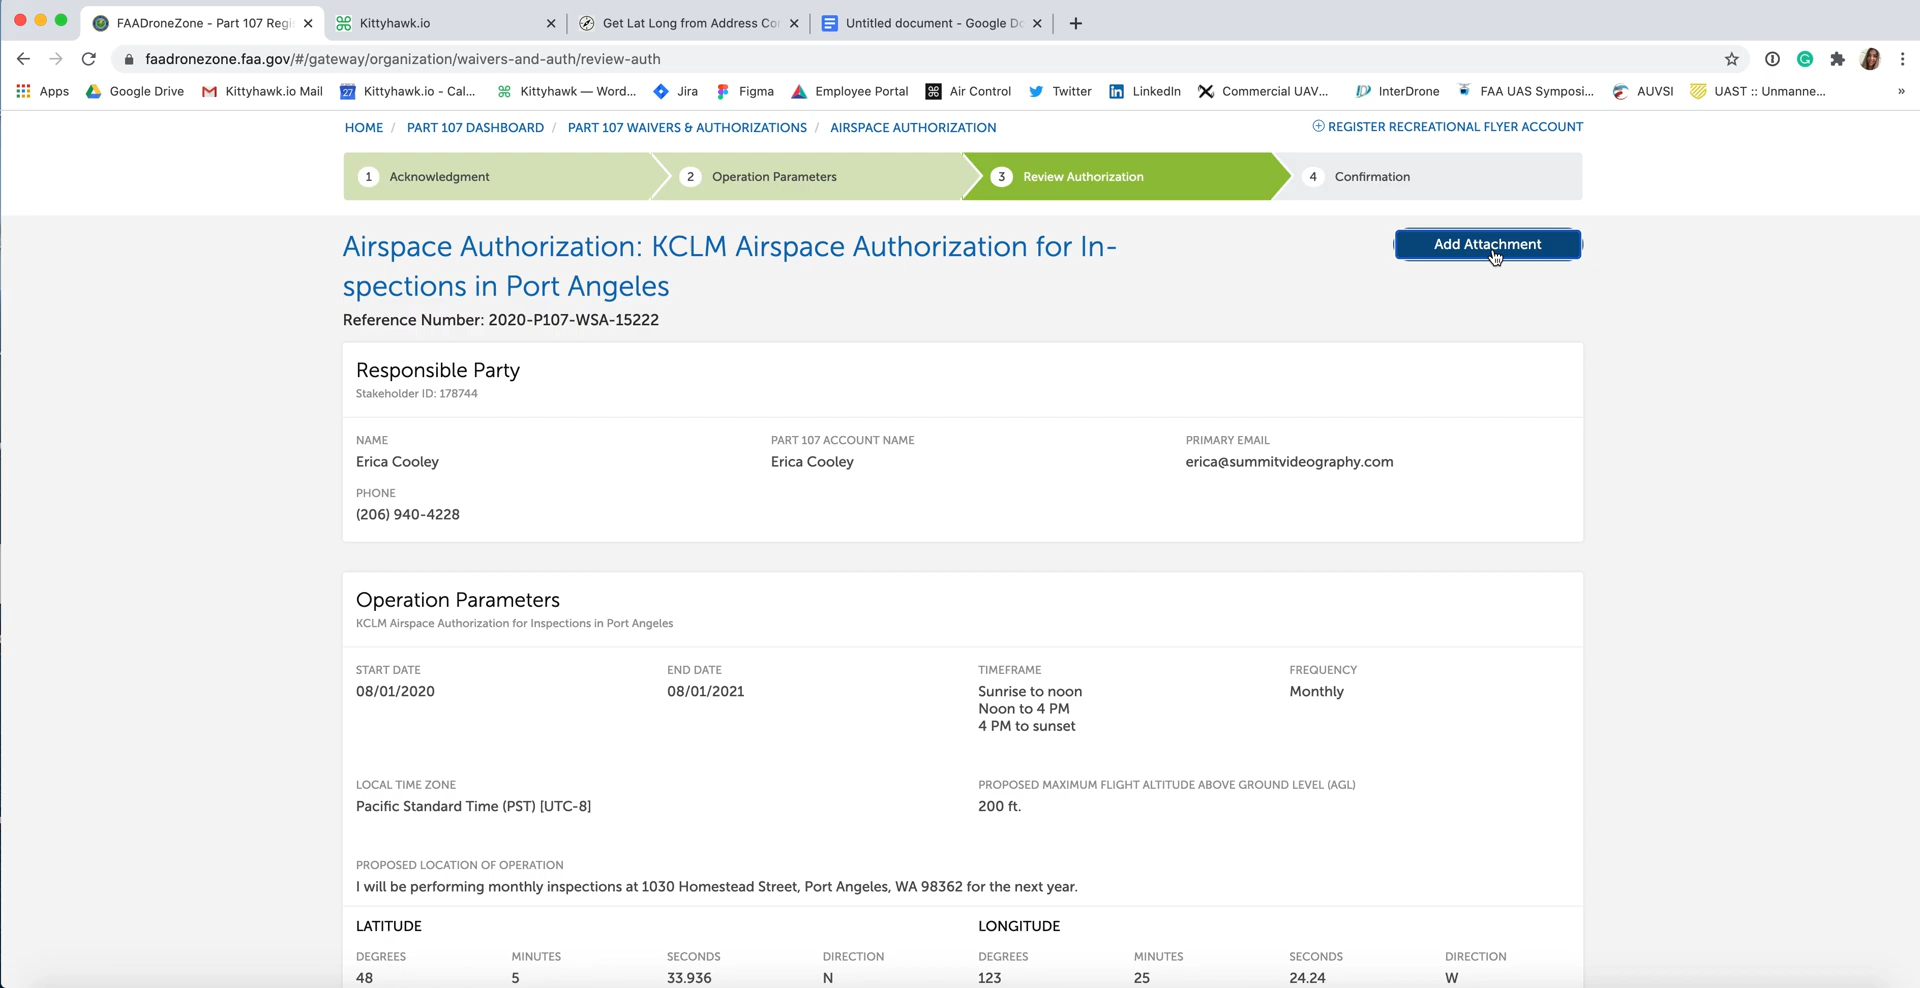 FAADroneZone - Part 107 Regi
Kittyhawk.io
Get Lat Long from Address Co
Untitled document - Google Do
faadronezone.faa.gov/#/gateway/organization/waivers-and-auth/review-auth
Apps
Google Drive
Kittyhawk.io Mail
27
Kittyhawk.io - Cal...
Kittyhawk — Word...
Jira
Figma
Employee Portal
Air Control
Twitter
LinkedIn
Commercial UAV...
InterDrone
FAA UAS Symposi...
AUVSI
UAST :: Unmanne...
»
HOME / PART 107 DASHBOARD / PART 107 WAIVERS & AUTHORIZATIONS / AIRSPACE AUTHORIZATION
REGISTER RECREATIONAL FLYER ACCOUNT
1 Acknowledgment
2 Operation Parameters
3 Review Authorization
4 Confirmation
Airspace Authorization: KCLM Airspace Authorization for In-
spections in Port Angeles
Add Attachment
Reference Number: 2020-P107-WSA-15222
Responsible Party
Stakeholder ID: 178744
NAME
Erica Cooley
PART 107 ACCOUNT NAME
Erica Cooley
PRIMARY EMAIL
erica@summitvideography.com
PHONE
(206) 940-4228
Operation Parameters
KCLM Airspace Authorization for Inspections in Port Angeles
START DATE
08/01/2020
END DATE
08/01/2021
TIMEFRAME
Sunrise to noon
Noon to 4 PM
4 PM to sunset
FREQUENCY
Monthly
LOCAL TIME ZONE
Pacific Standard Time (PST) [UTC-8]
PROPOSED MAXIMUM FLIGHT ALTITUDE ABOVE GROUND LEVEL (AGL)
200 ft.
PROPOSED LOCATION OF OPERATION
I will be performing monthly inspections at 1030 Homestead Street, Port Angeles, WA 98362 for the next year.
LATITUDE
DEGREES
48
MINUTES
5
SECONDS
33.936
DIRECTION
N
LONGITUDE
DEGREES
123
MINUTES
25
SECONDS
24.24
DIRECTION
W